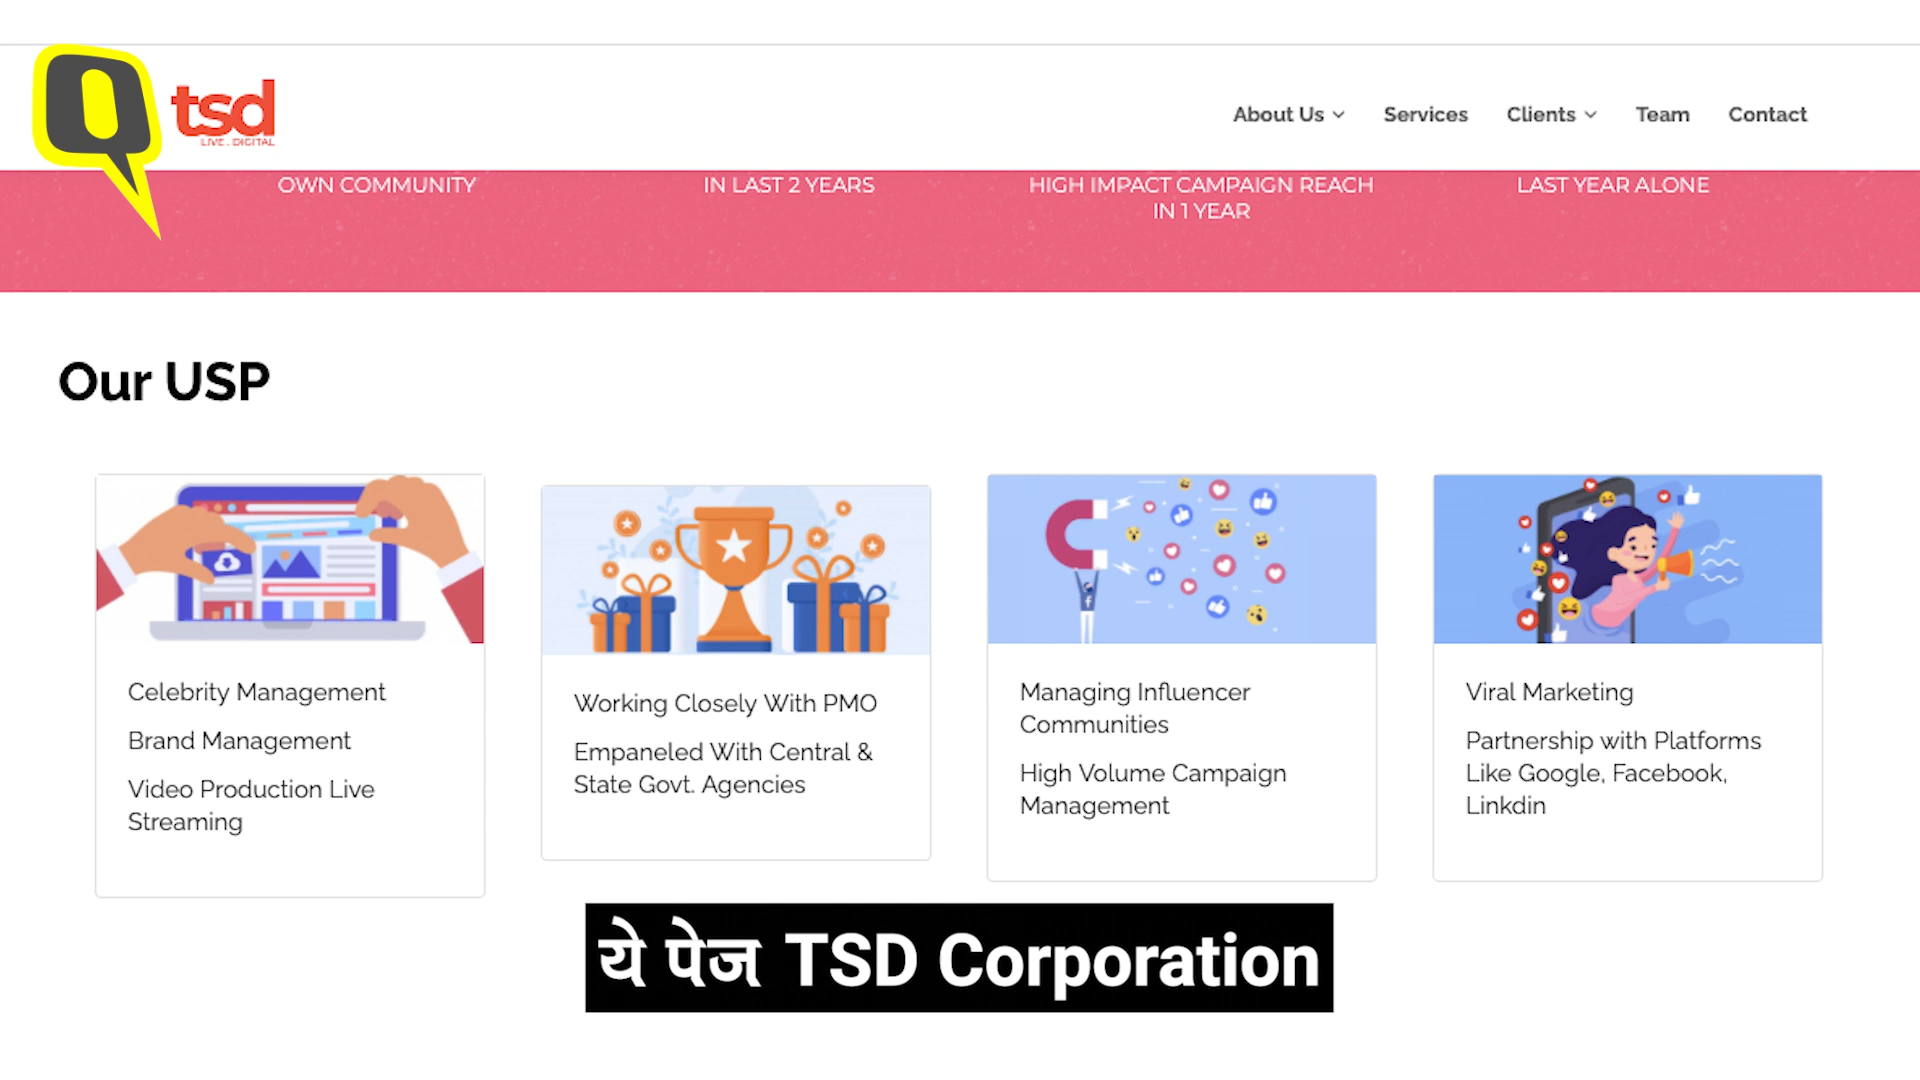 tsd
LIVE . DIGITAL
About Us
Services
Clients
Team
Contact
OWN COMMUNITY
IN LAST 2 YEARS
HIGH IMPACT CAMPAIGN REACH
IN 1 YEAR
LAST YEAR ALONE
Our USP
Celebrity Management
Brand Management
Video Production Live
Streaming
Working Closely With PMO
Empaneled With Central &
State Govt. Agencies
Managing Influencer
Communities
High Volume Campaign
Management
Viral Marketing
Partnership with Platforms
Like Google, Facebook,
Linkdin
ये पेज TSD Corporation